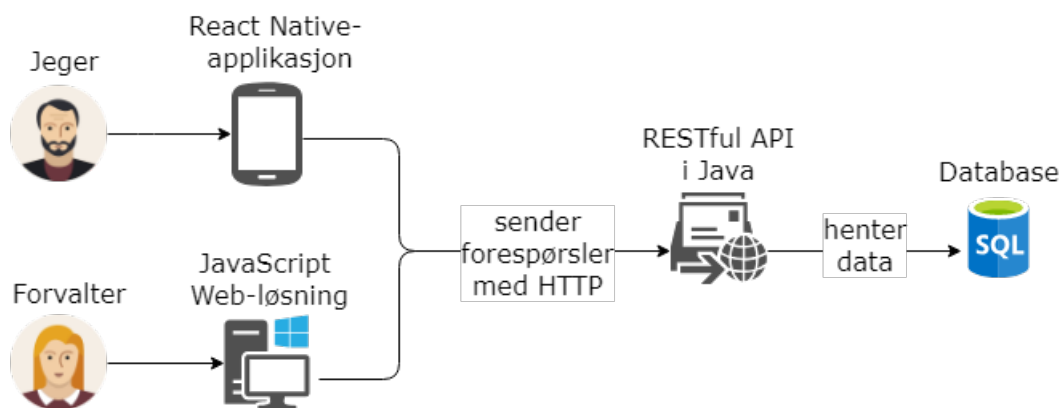 Jeger
React Native-
applikasjon
Forvalter
JavaScript
Web-løsning
sender
forespørsler
med HTTP
RESTful API
i Java
henter
data
Database
SQL